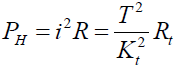 P_H = i^2 R = \frac{T^2}{K_t^2} R_t